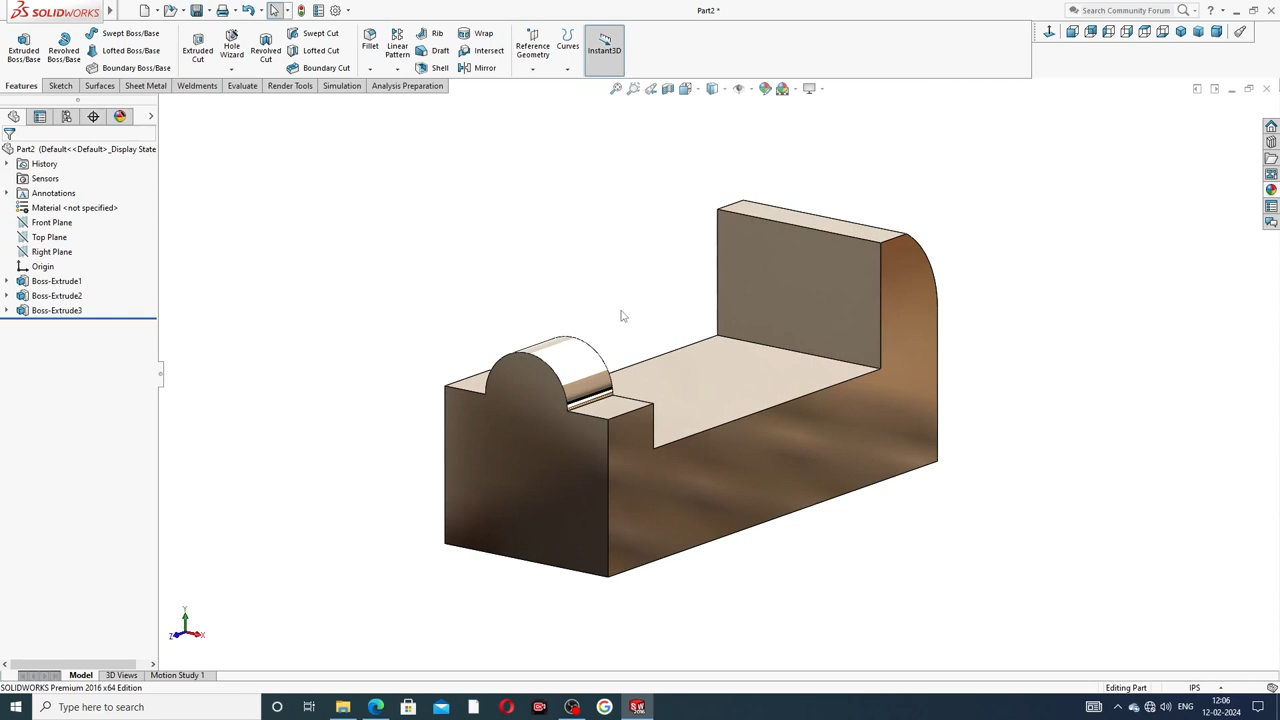 SOLIDWORKS
Part2 *
Search Community Forum
Extruded Boss/Base
Revolved Boss/Base
Swept Boss/Base
Lofted Boss/Base
Boundary Boss/Base
Extruded Cut
Hole Wizard
Revolved Cut
Swept Cut
Lofted Cut
Boundary Cut
Fillet
Linear Pattern
Rib
Draft
Shell
Wrap
Intersect
Mirror
Reference Geometry
Curves
Instant3D
Features
Sketch
Surfaces
Sheet Metal
Weldments
Evaluate
Render Tools
Simulation
Analysis Preparation
Part2 (Default<<Default>_Display State
History
Sensors
Annotations
Material <not specified>
Front Plane
Top Plane
Right Plane
Origin
Boss-Extrude1
Boss-Extrude2
Boss-Extrude3
Y
Z
X
Model
3D Views
Motion Study 1
SOLIDWORKS Premium 2016 x64 Edition
Editing Part
IPS
Type here to search
ENG
12:06
12-02-2024